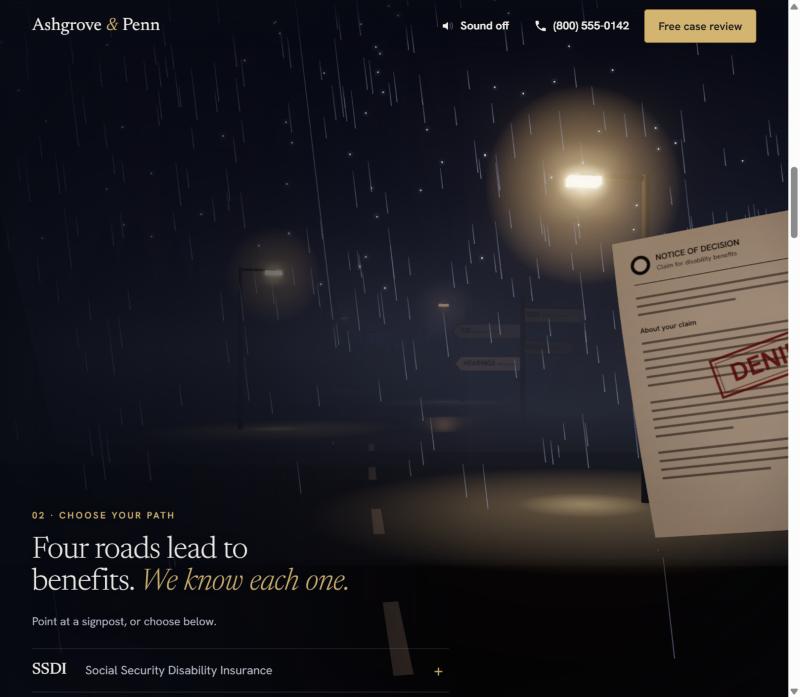 Ashgrove & Penn
Sound off
(800) 555-0142
Free case review
NOTICE OF DECISION
Claim for disability benefits
About your claim
DENI
HEARINGS
02 · CHOOSE YOUR PATH
Four roads lead to
benefits. We know each one.
Point at a signpost, or choose below.
SSDI Social Security Disability Insurance +